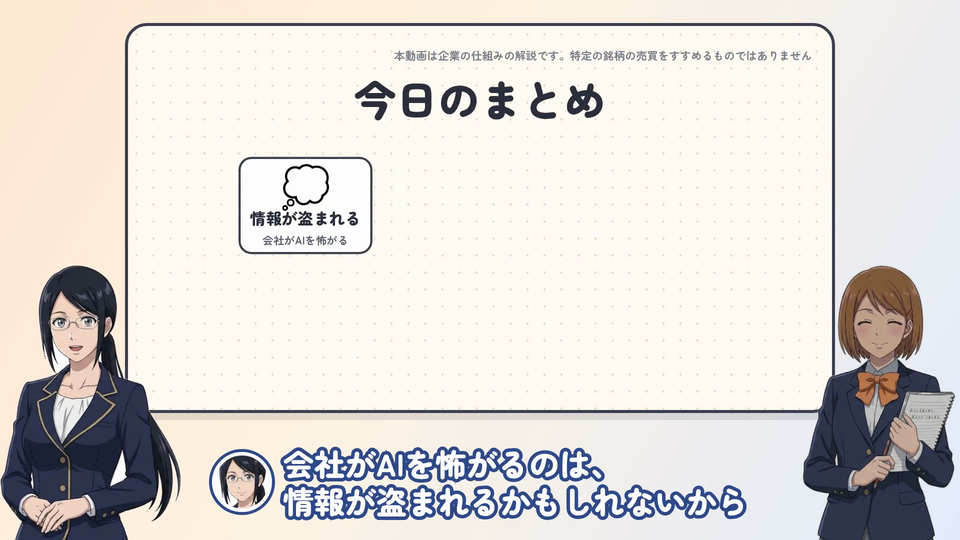 本動画は企業の仕組みの解説です。特定の銘柄の売買をすすめるものではありません
今日のまとめ
情報が盗まれる
会社がAIを怖がる
会社がAIを怖がるのは、
情報が盗まれるかもしれないから